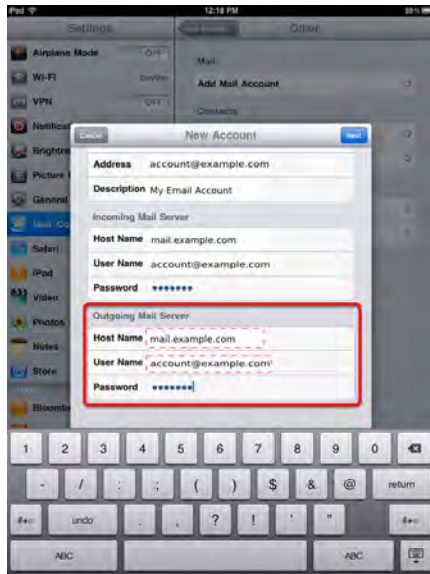 iPad 12:18 PM
Settings Other
Airplane Mode OFF Mail
Wi-Fi
Add Mail Account
VPN OFF
Contacts
Cancel New Account Next
Address account@example.com
Description My Email Account
General
Incoming Mail Server
Host Name mail.example.com
Safari
User Name account@example.com
iPad
Password •••••••
Video
Photos
Outgoing Mail Server
Host Name mail.example.com
Notes
User Name account@example.com
Store
Password •••••••
1 2 3 4 5 6 7 8 9 0
- / : ; ( ) $ & @ return
#+= undo . , ? ! ' " #+=
ABC ABC